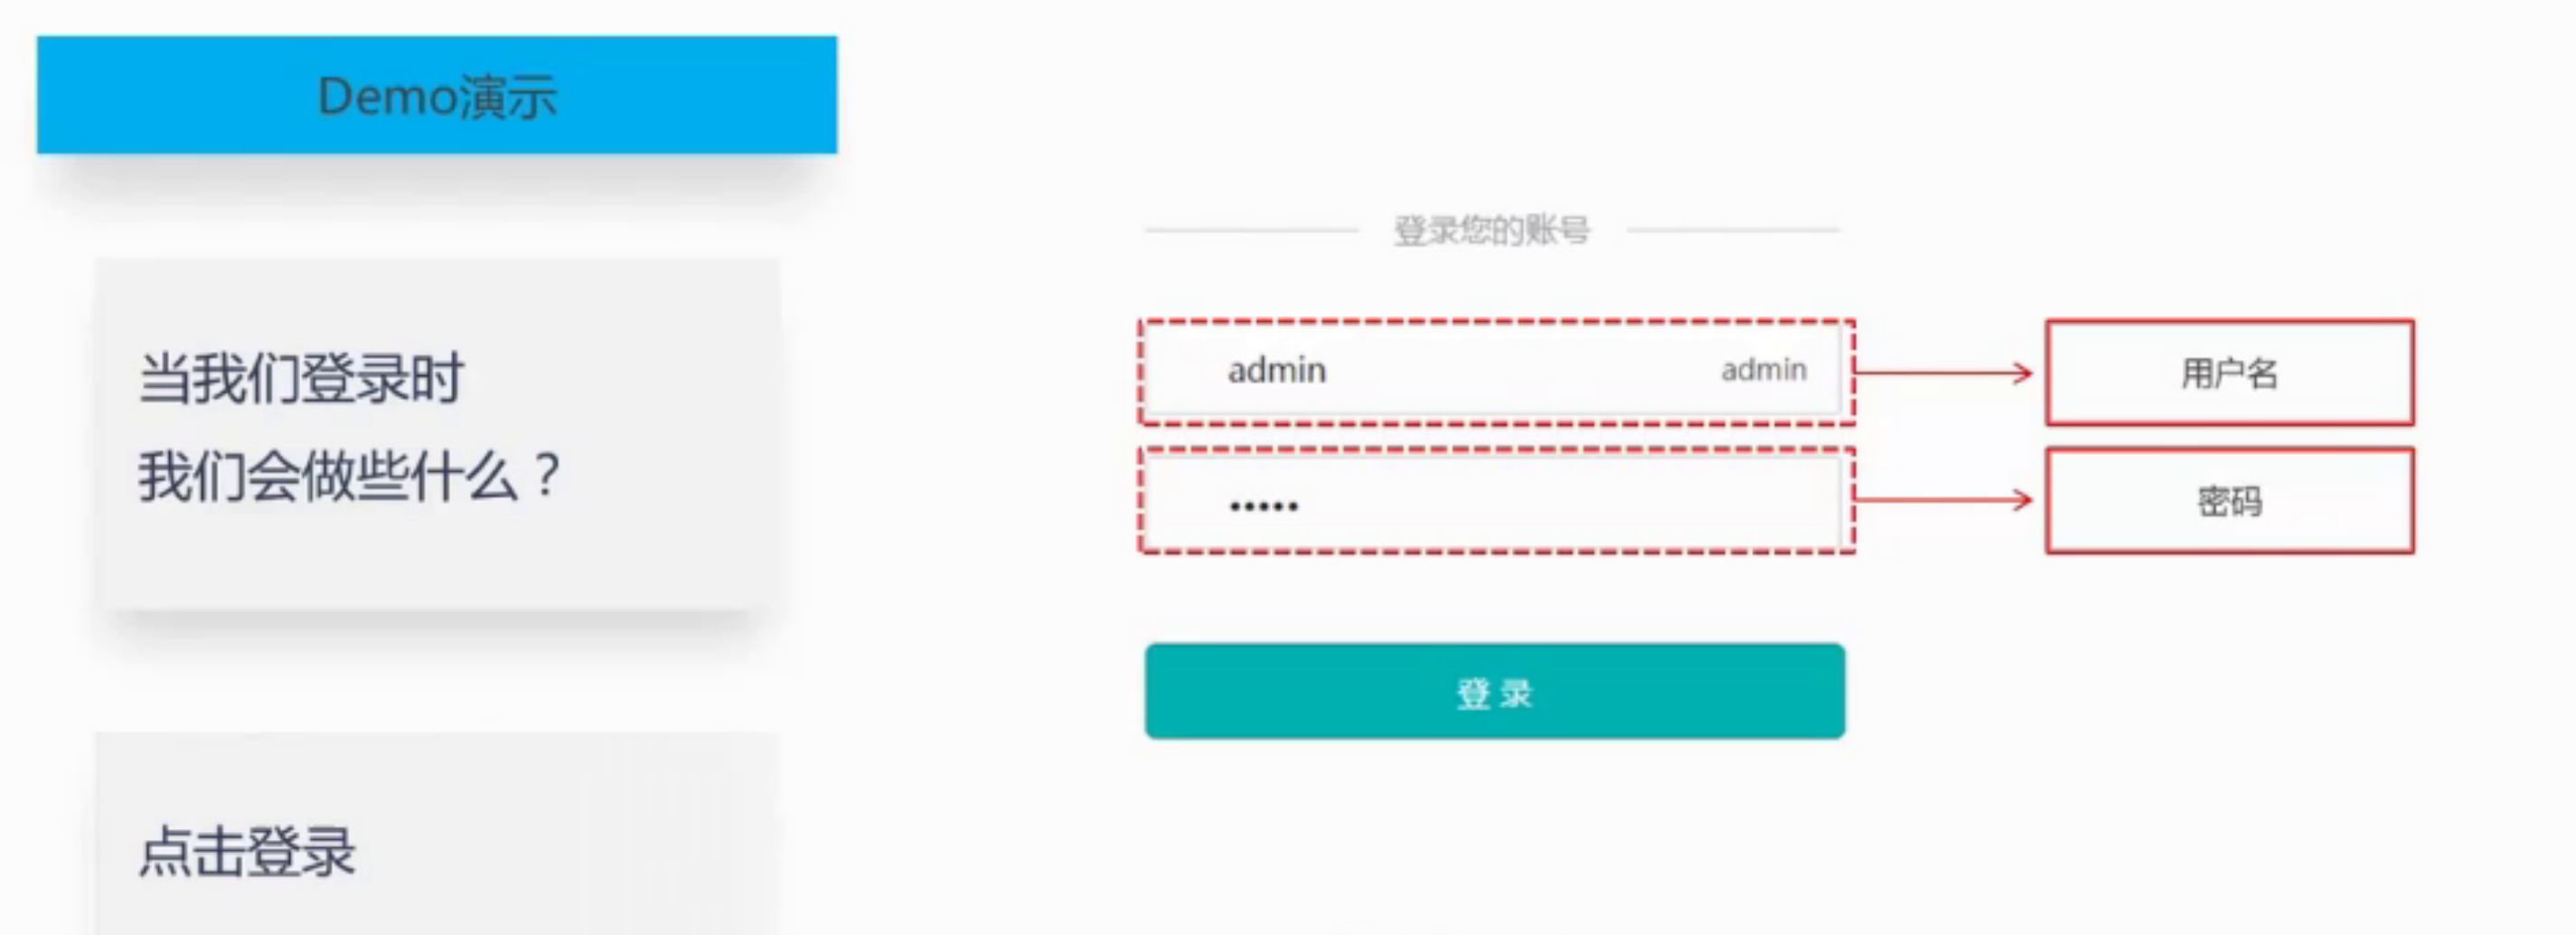 Demo演示
当我们登录时
我们会做些什么？
点击登录
登录您的账号
admin
admin
用户名
•••••
密码
登 录